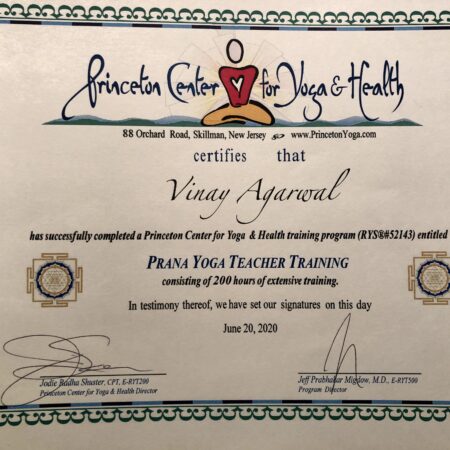 Princeton Center for Yoga & Health
88 Orchard Road, Skillman, New Jersey www.PrincetonYoga.com
certifies that
Vinay Agarwal
has successfully completed a Princeton Center for Yoga & Health training program (RYS®#52143) entitled
PRANA YOGA TEACHER TRAINING
consisting of 200 hours of extensive training.
In testimony thereof, we have set our signatures on this day
June 20, 2020
Jodie Badha Shuster, CPT, E-RYT200
Princeton Center for Yoga & Health Director
Jeff Prabhakar Migdow, M.D., E-RYT500
Program Director